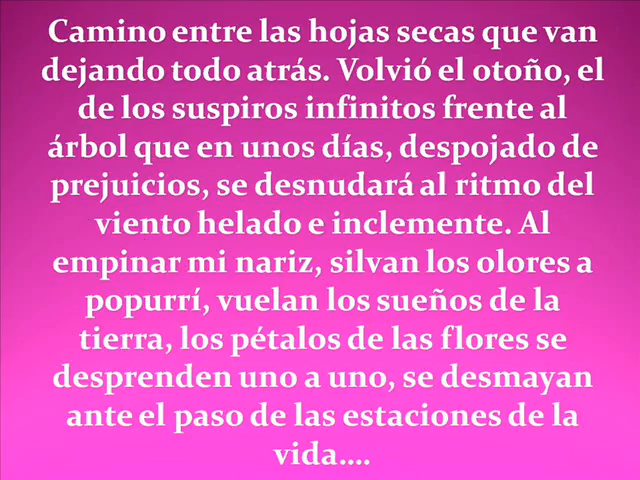 Camino entre las hojas secas que van
dejando todo atrás. Volvió el otoño, el
de los suspiros infinitos frente al
árbol que en unos días, despojado de
prejuicios, se desnudará al ritmo del
viento helado e inclemente. Al
empinar mi nariz, silvan los olores a
popurrí, vuelan los sueños de la
tierra, los pétalos de las flores se
desprenden uno a uno, se desmayan
ante el paso de las estaciones de la
vida....